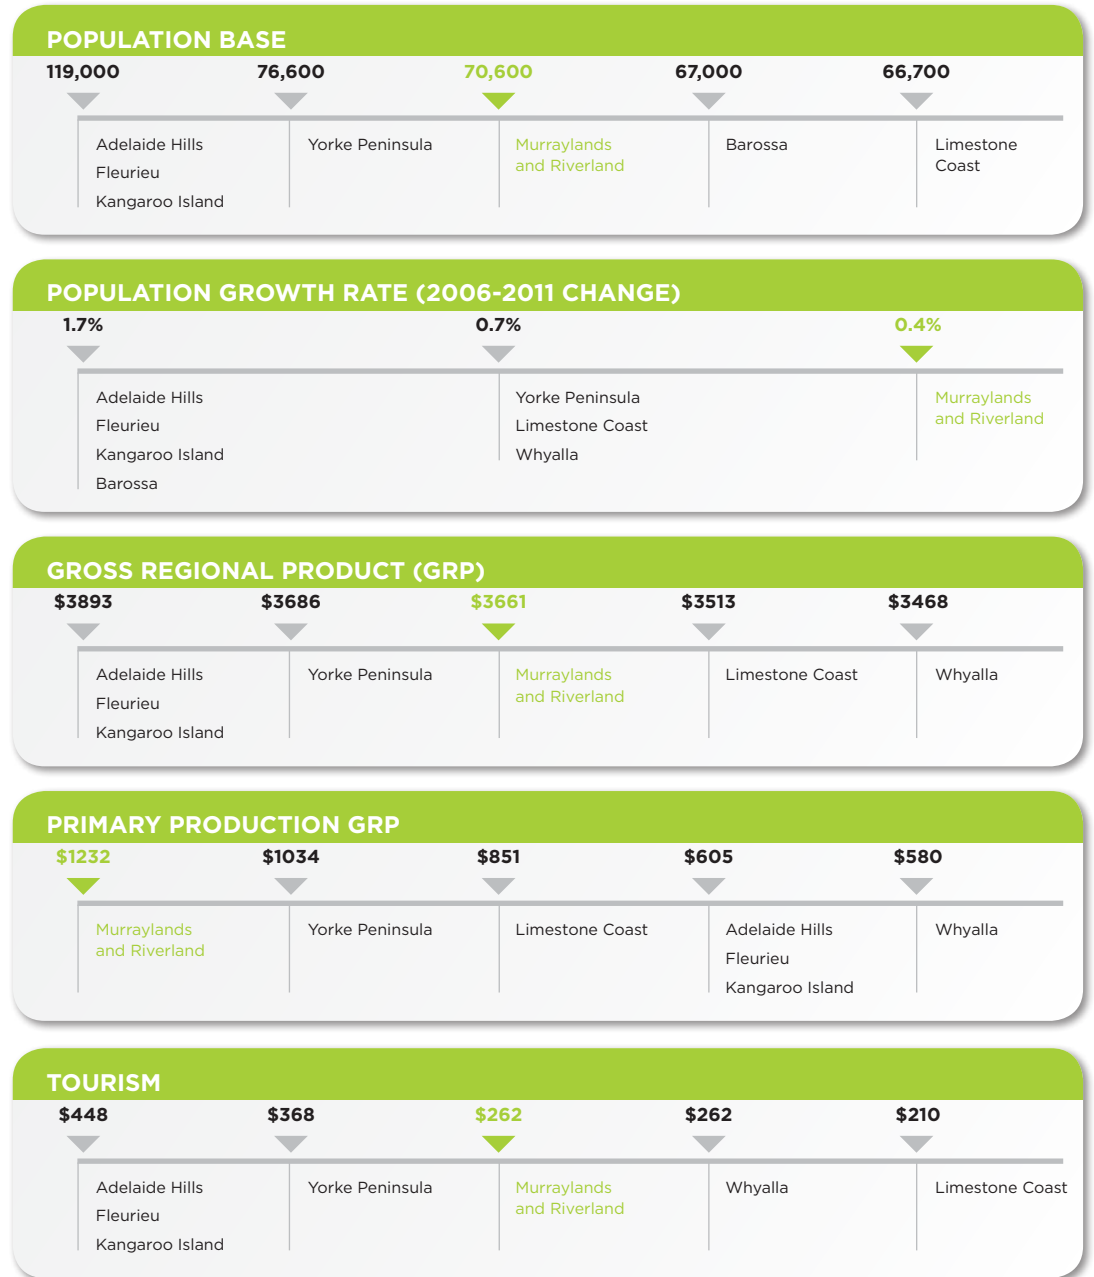 POPULATION BASE
119,000 76,600 70,600 67,000 66,700
Adelaide Hills
Fleurieu
Kangaroo Island
Yorke Peninsula
Murraylands
and Riverland
Barossa
Limestone
Coast
POPULATION GROWTH RATE (2006-2011 CHANGE)
1.7% 0.7% 0.4%
Adelaide Hills
Fleurieu
Kangaroo Island
Barossa
Yorke Peninsula
Limestone Coast
Whyalla
Murraylands
and Riverland
GROSS REGIONAL PRODUCT (GRP)
$3893 $3686 $3661 $3513 $3468
Adelaide Hills
Fleurieu
Kangaroo Island
Yorke Peninsula
Murraylands
and Riverland
Limestone Coast
Whyalla
PRIMARY PRODUCTION GRP
$1232 $1034 $851 $605 $580
Murraylands
and Riverland
Yorke Peninsula
Limestone Coast
Adelaide Hills
Fleurieu
Kangaroo Island
Whyalla
TOURISM
$448 $368 $262 $262 $210
Adelaide Hills
Fleurieu
Kangaroo Island
Yorke Peninsula
Murraylands
and Riverland
Whyalla
Limestone Coast